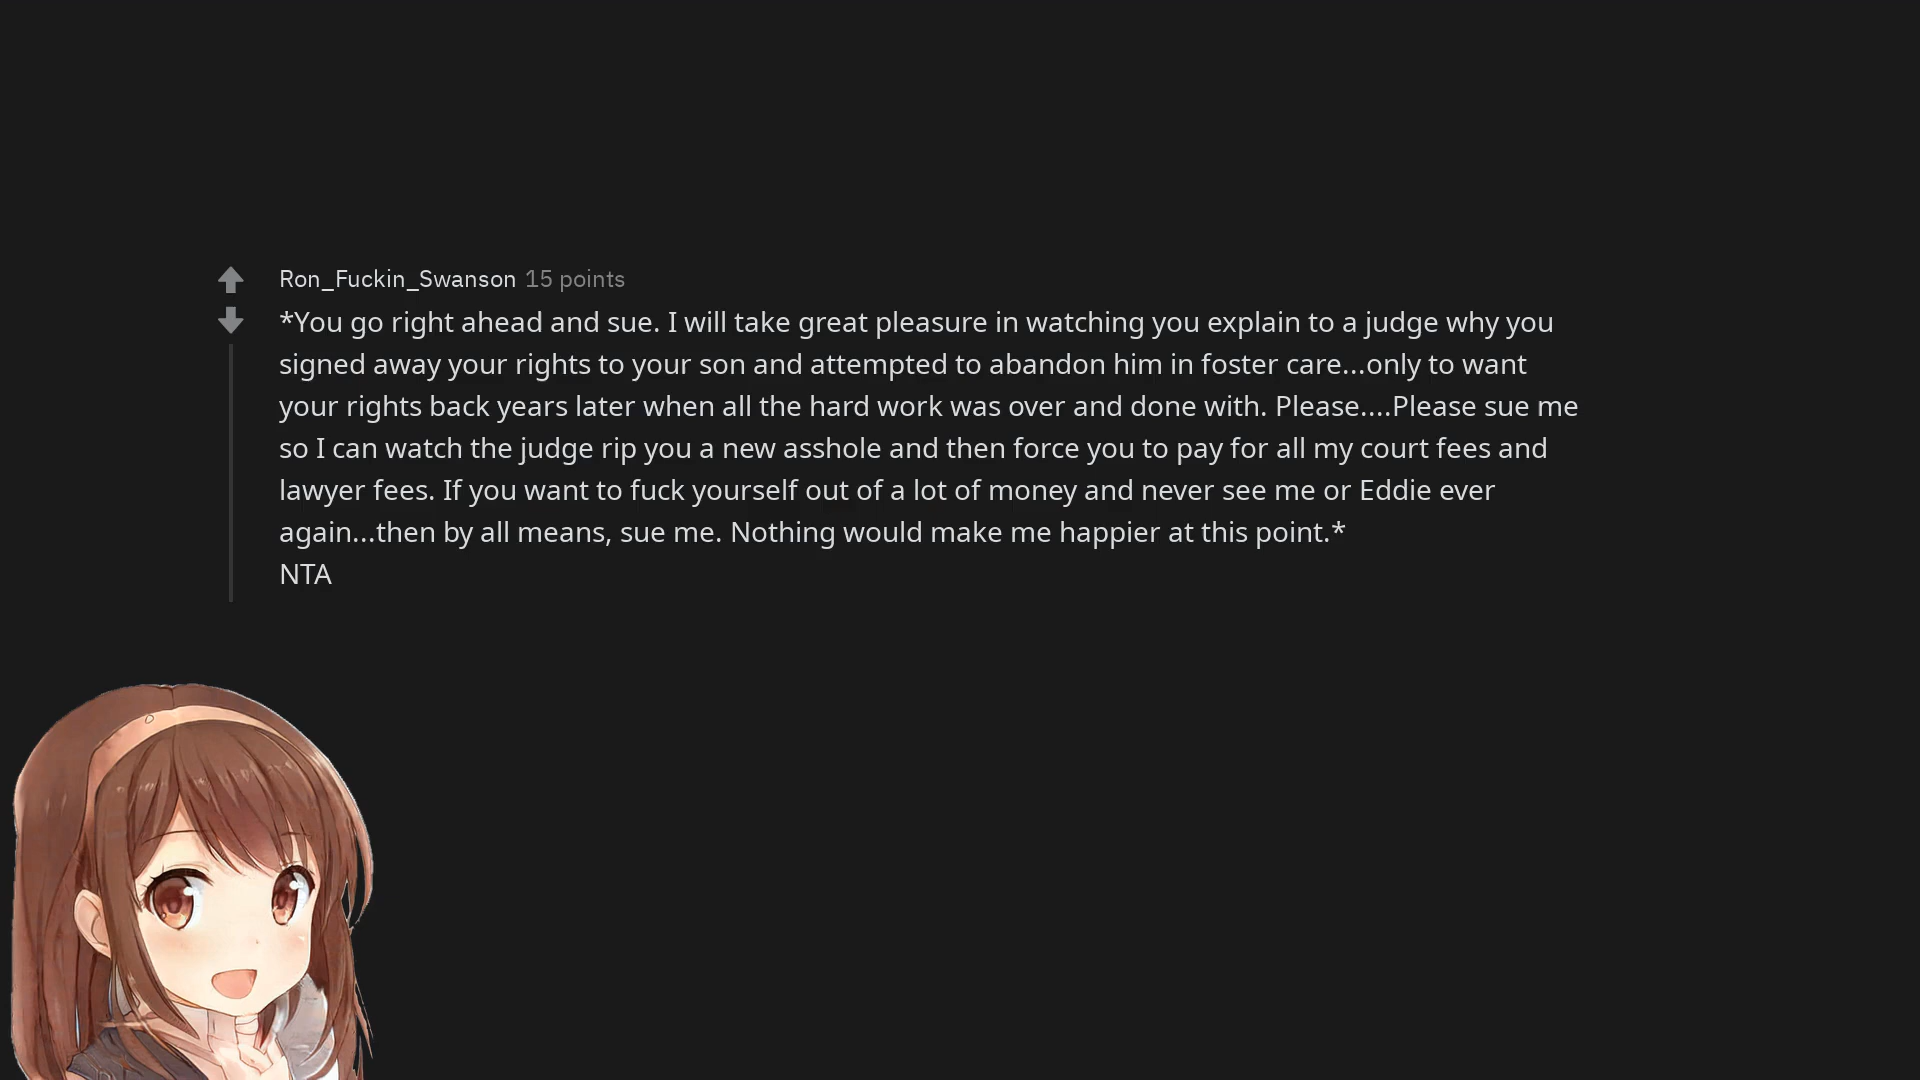 Ron_Fuckin_Swanson 15 points
*You go right ahead and sue. I will take great pleasure in watching you explain to a judge why you
signed away your rights to your son and attempted to abandon him in foster care...only to want
your rights back years later when all the hard work was over and done with. Please....Please sue me
so I can watch the judge rip you a new asshole and then force you to pay for all my court fees and
lawyer fees. If you want to fuck yourself out of a lot of money and never see me or Eddie ever
again...then by all means, sue me. Nothing would make me happier at this point.*
NTA